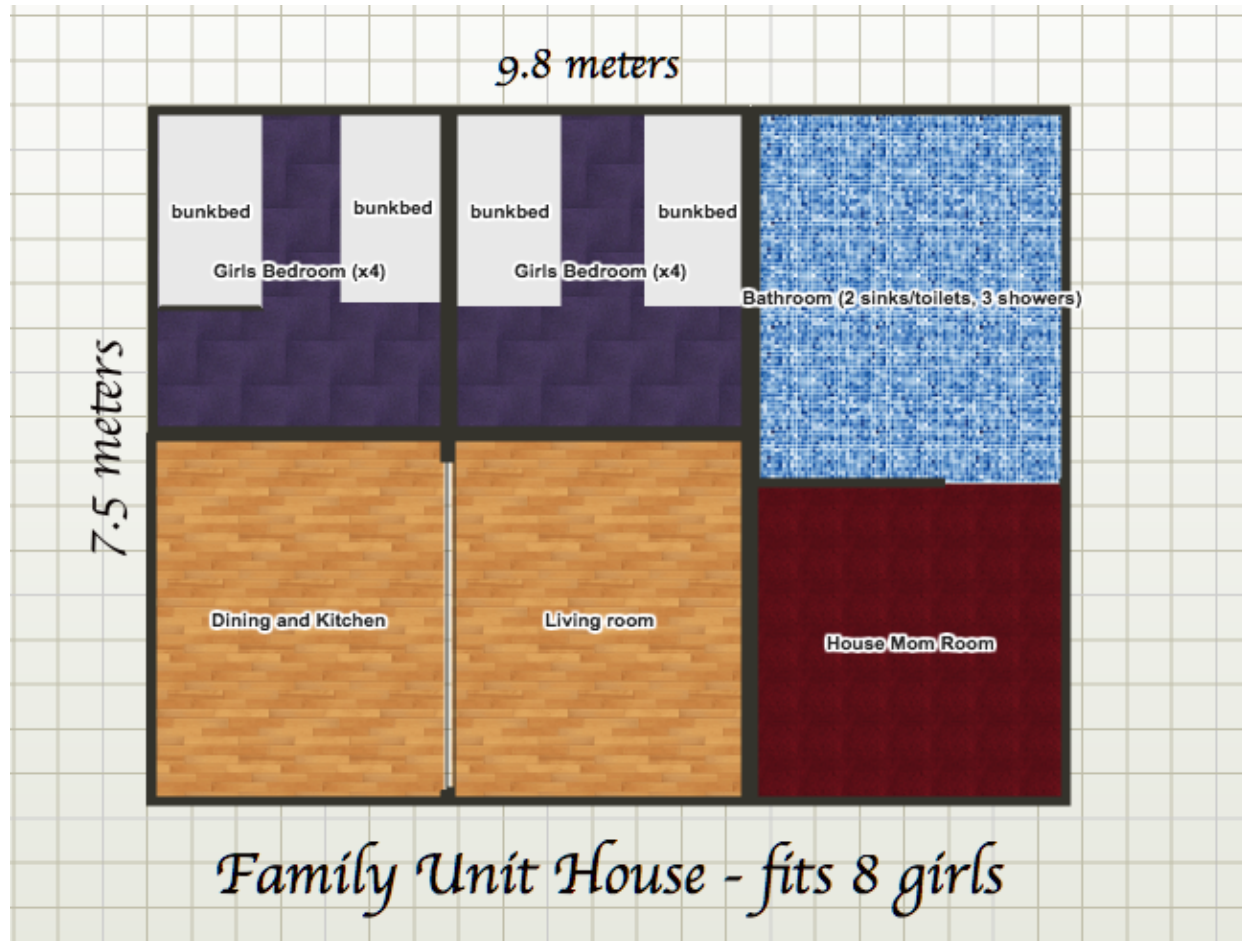 9.8 meters
bunkbed
bunkbed
bunkbed
bunkbed
Girls Bedroom (x4)
Girls Bedroom (x4)
Bathroom (2 sinks/toilets, 3 showers)
7.5 meters
Dining and Kitchen
Living room
House Mom Room
Family Unit House - fits 8 girls